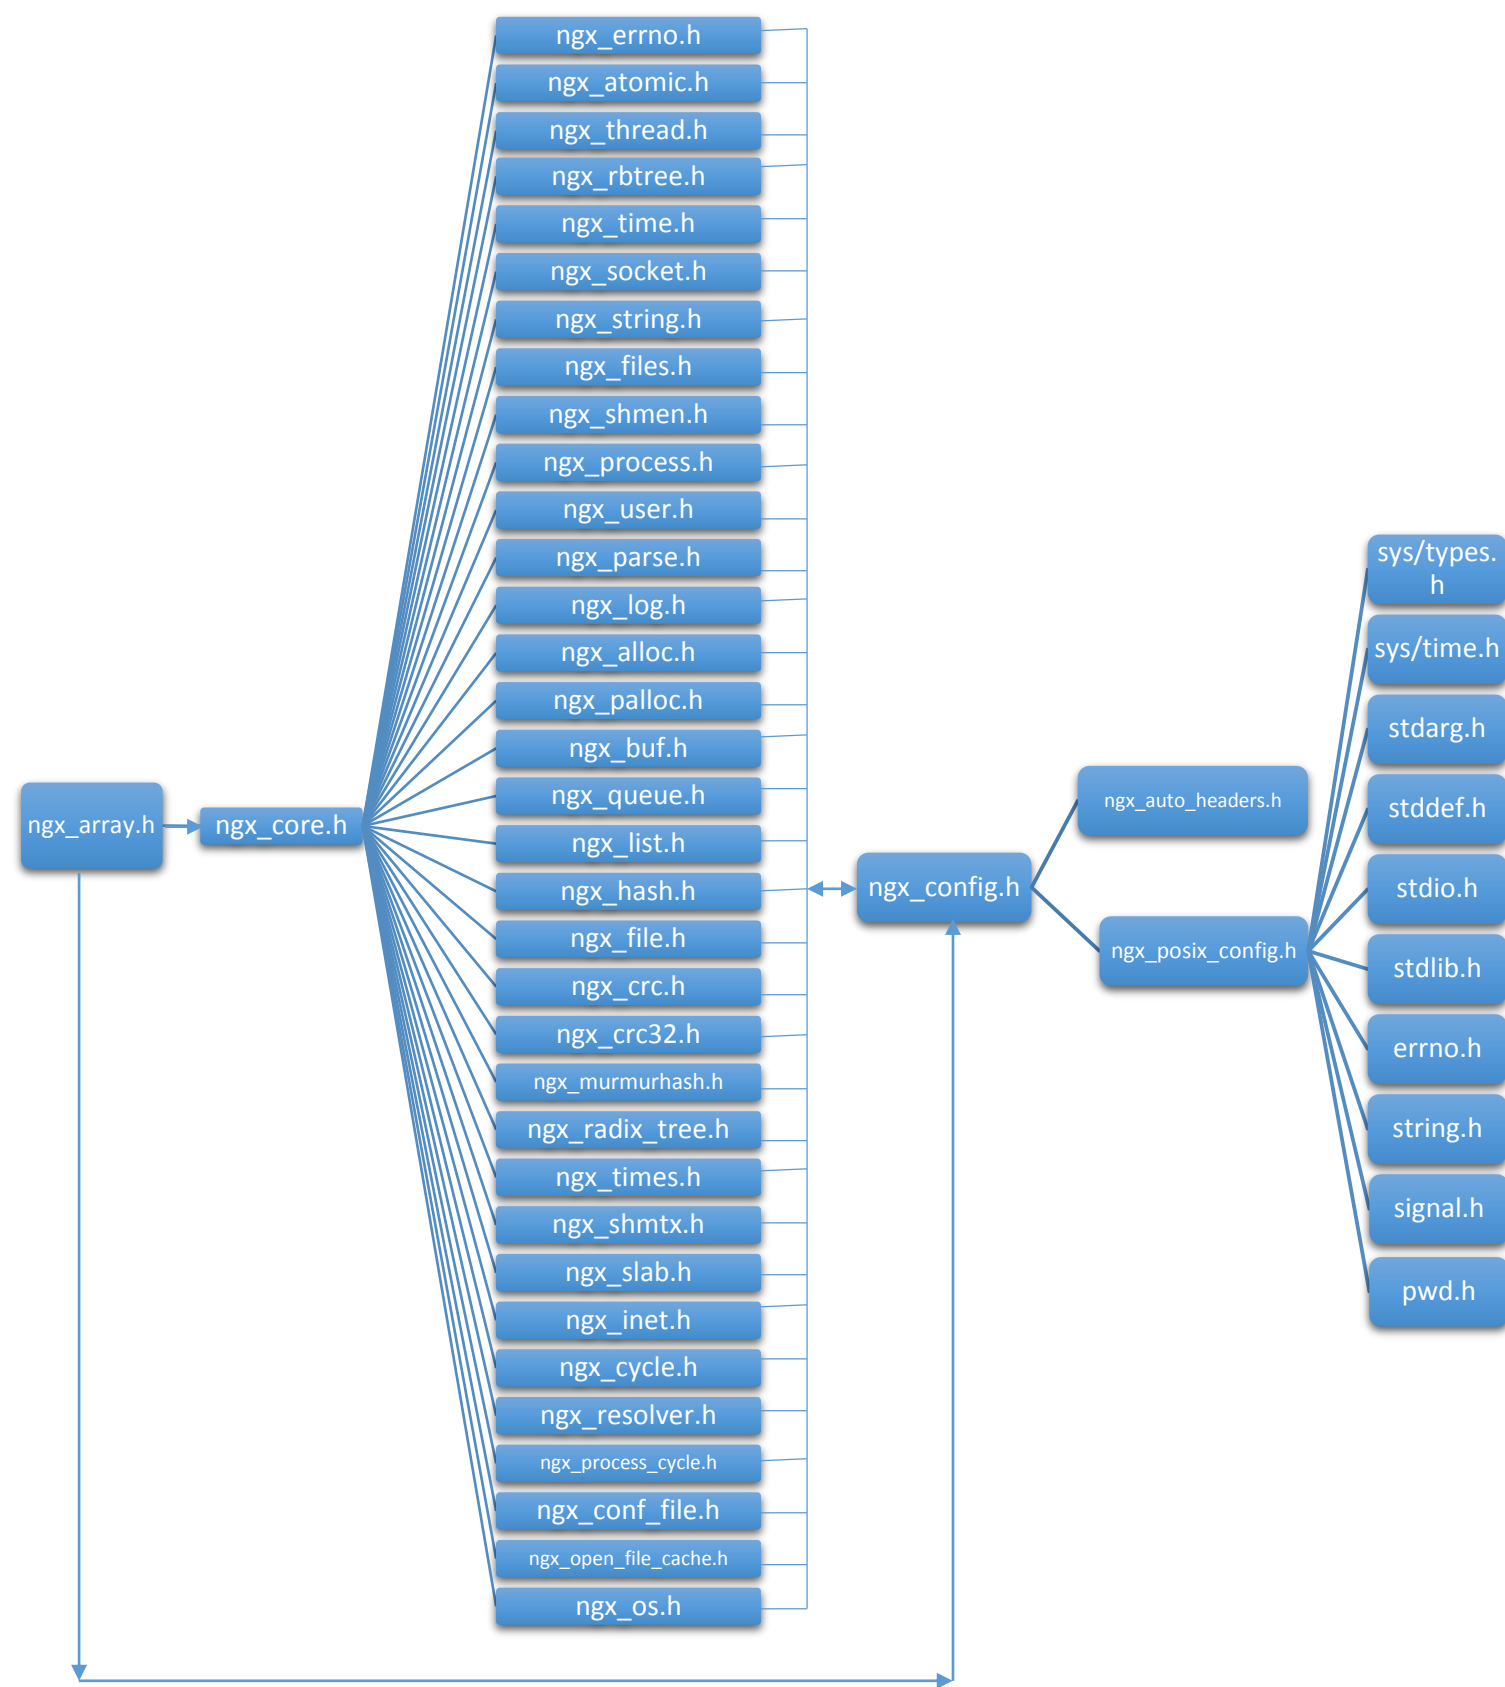 ngx_array.h
ngx_core.h
ngx_errno.h
ngx_atomic.h
ngx_thread.h
ngx_rbtree.h
ngx_time.h
ngx_socket.h
ngx_string.h
ngx_files.h
ngx_shmen.h
ngx_process.h
ngx_user.h
ngx_parse.h
ngx_log.h
ngx_alloc.h
ngx_palloc.h
ngx_buf.h
ngx_queue.h
ngx_list.h
ngx_hash.h
ngx_file.h
ngx_crc.h
ngx_crc32.h
ngx_murmurhash.h
ngx_radix_tree.h
ngx_times.h
ngx_shmtx.h
ngx_slab.h
ngx_inet.h
ngx_cycle.h
ngx_resolver.h
ngx_process_cycle.h
ngx_conf_file.h
ngx_open_file_cache.h
ngx_os.h
ngx_config.h
ngx_auto_headers.h
ngx_posix_config.h
sys/types.
h
sys/time.h
stdarg.h
stddef.h
stdio.h
stdlib.h
errno.h
string.h
signal.h
pwd.h